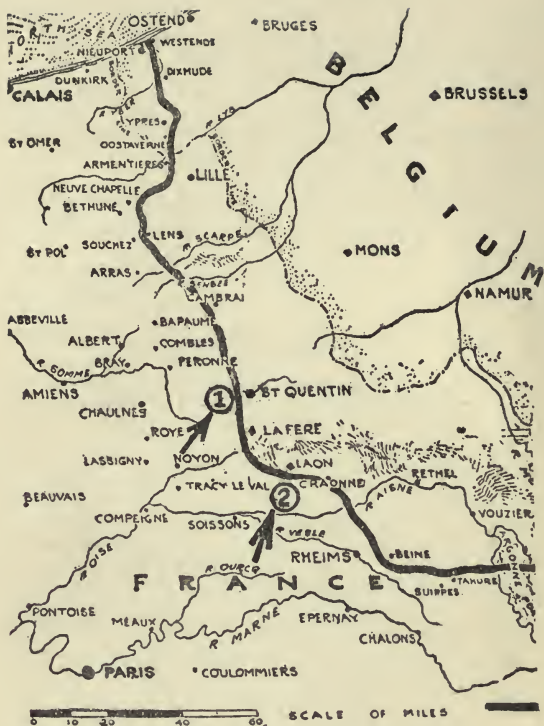 OSTEND
BRUGES
NORTH SEA
WESTENDE
NIEUPORT
DUNKIRK
DIXMUDE
CALAIS
BELGIUM
BRUSSELS
R YSER
YPRES
R LYS
ST OMER
OOSTAVERNE
ARMENTIERES
LILLE
NEUVE CHAPELLE
BETHUNE
R SCARPE
MONS
ST POL
SOUCHEZ
LENS
NAMUR
ARRAS
CAMBRAI
ABBEVILLE
BAPAUME
ALBERT
COMBLES
R SOMME
BRAY
PERONNE
AMIENS
1
ST QUENTIN
CHAULNES
ROYE
LA FERE
LASSIGNY
NOYON
LAON
RETHEL
TRACY LE VAL
CRAONNE
2
R AISNE
VOUZIER
BEAUVAIS
COMPEIGNE
SOISSONS
R VESLE
RHEIMS
BEINE
R OISE
R OURCQ
TAHURE
FRANCE
SUIPPES
PONTOISE
MEAUX
R MARNE
EPERNAY
CHALONS
PARIS
COULOMMIERS
0 10 20 40 60
SCALE OF MILES